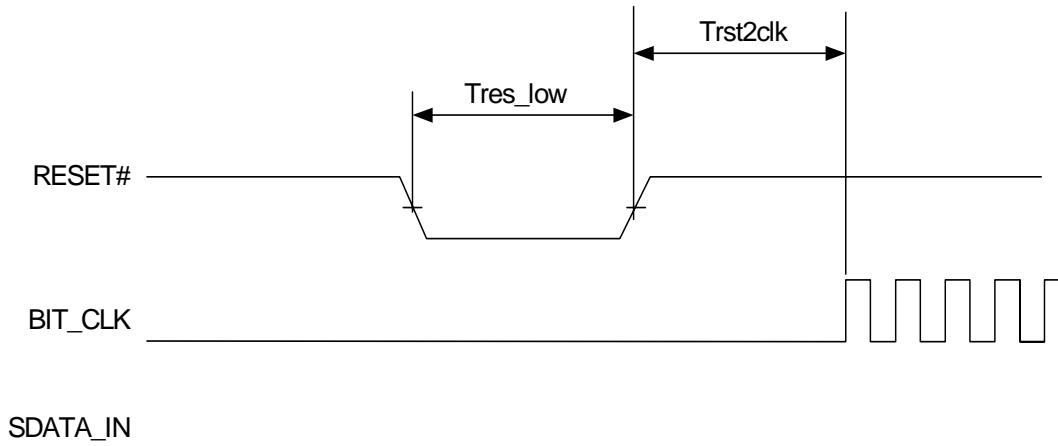 Trst2clk
Tres_low
RESET#
BIT_CLK
SDATA_IN